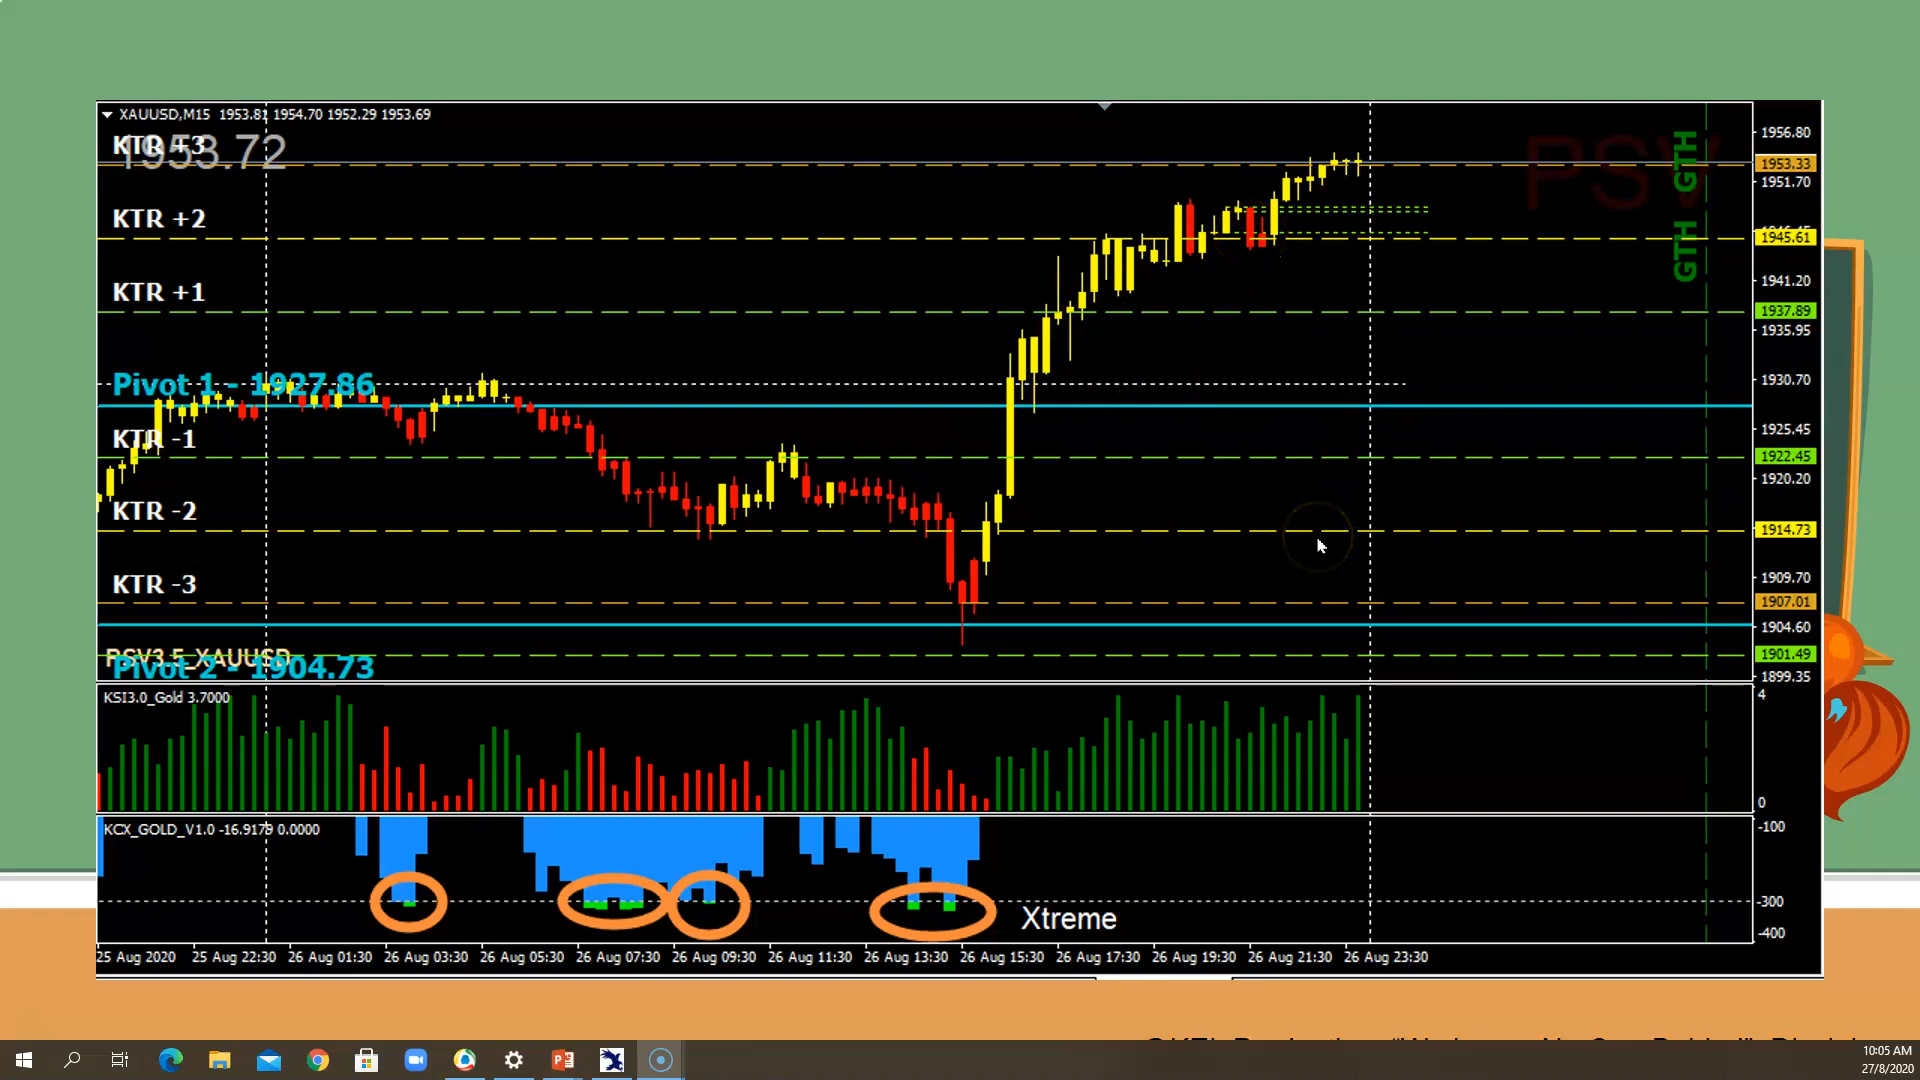 XAUUSD,M15 1953.81 1954.70 1952.29 1953.69
1953.72
KTR +3
PSV
GTH GTH
KTR +2
KTR +1
Pivot 1 - 1927.86
KTR -1
KTR -2
KTR -3
PSV3.5_XAUUSD
Pivot 2 - 1904.73
1956.80
1953.33
1951.70
1945.61
1941.20
1937.89
1935.95
1930.70
1925.45
1922.45
1920.20
1914.73
1909.70
1907.01
1904.60
1901.49
1899.35
KSI3.0_Gold 3.7000
4
0
KCX_GOLD_V1.0 -16.9179 0.0000
-100
-300
-400
Xtreme
25 Aug 2020 25 Aug 22:30 26 Aug 01:30 26 Aug 03:30 26 Aug 05:30 26 Aug 07:30 26 Aug 09:30 26 Aug 11:30 26 Aug 13:30 26 Aug 15:30 26 Aug 17:30 26 Aug 19:30 26 Aug 21:30 26 Aug 23:30
10:05 AM
27/8/2020